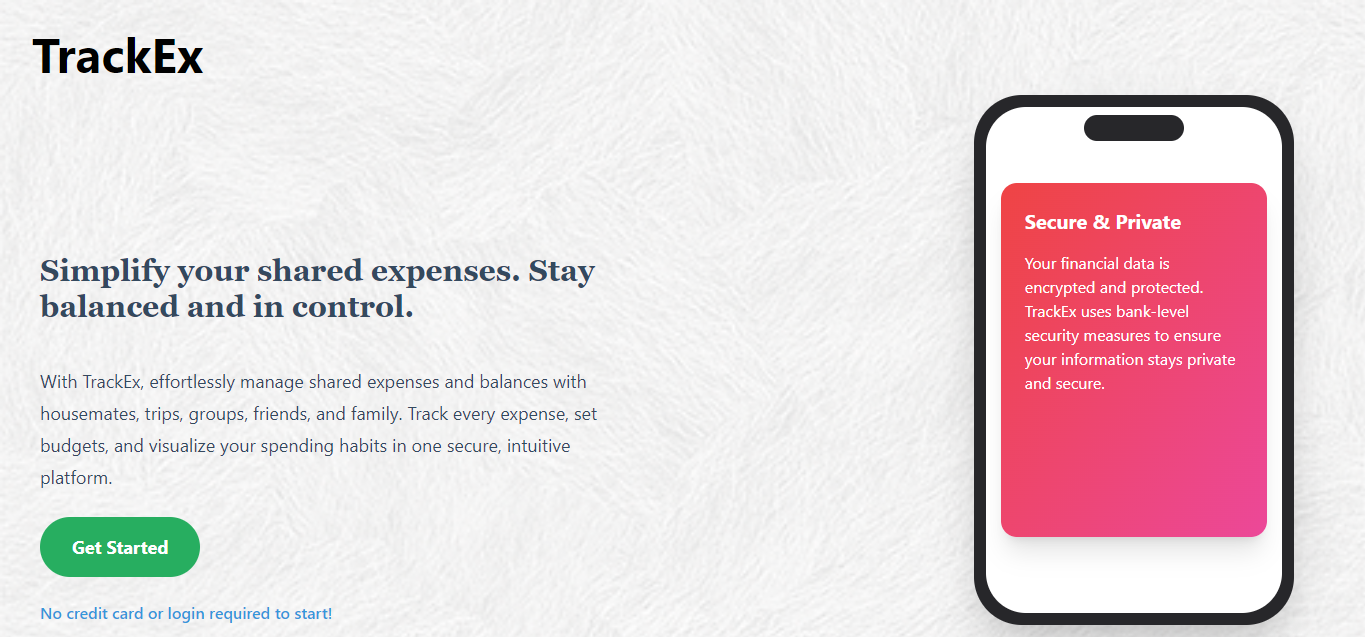 TrackEx
Simplify your shared expenses. Stay
balanced and in control.
With TrackEx, effortlessly manage shared expenses and balances with
housemates, trips, groups, friends, and family. Track every expense, set
budgets, and visualize your spending habits in one secure, intuitive
platform.
Get Started
No credit card or login required to start!
Secure & Private
Your financial data is
encrypted and protected.
TrackEx uses bank-level
security measures to ensure
your information stays private
and secure.